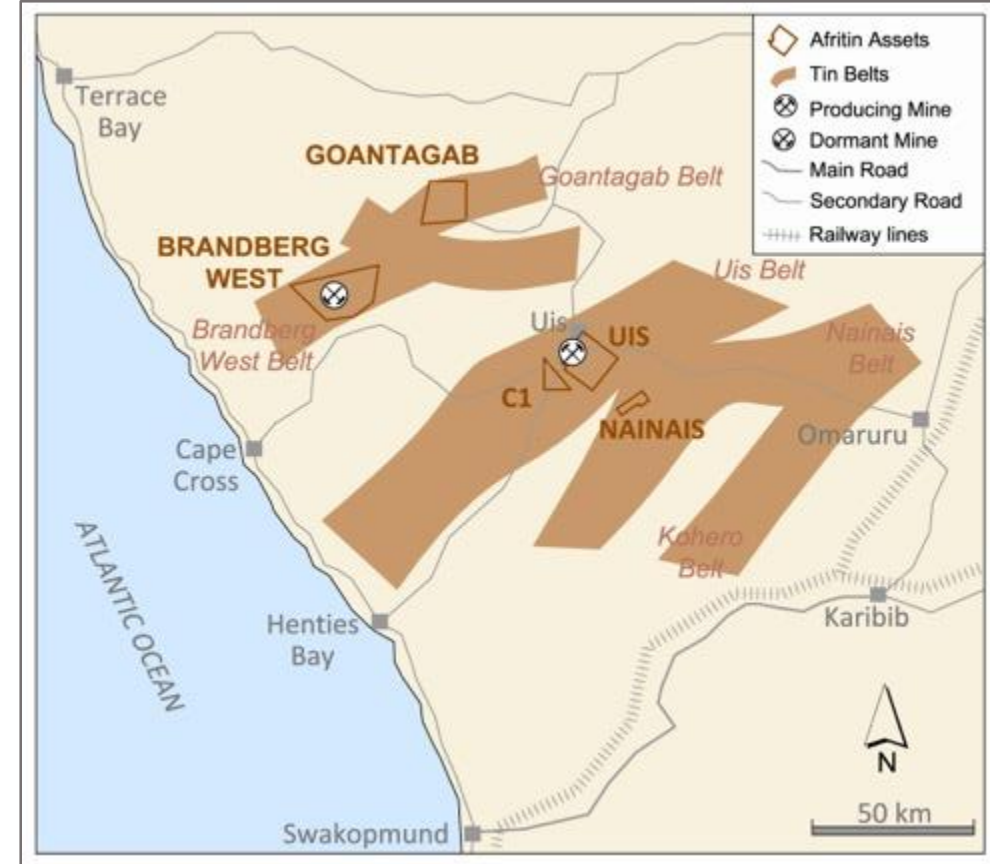 Afritin Assets
Tin Belts
Producing Mine
Dormant Mine
Main Road
Secondary Road
Railway lines
Terrace
Bay
GOANTAGAB
Goantagab Belt
BRANDBERG
WEST
Uis Belt
Brandberg
West Belt
Uis
UIS
Nainais
Belt
C1
NAINAIS
Omaruru
Cape
Cross
ATLANTIC OCEAN
Kohero
Belt
Henties
Bay
Karibib
N
50 km
Swakopmund